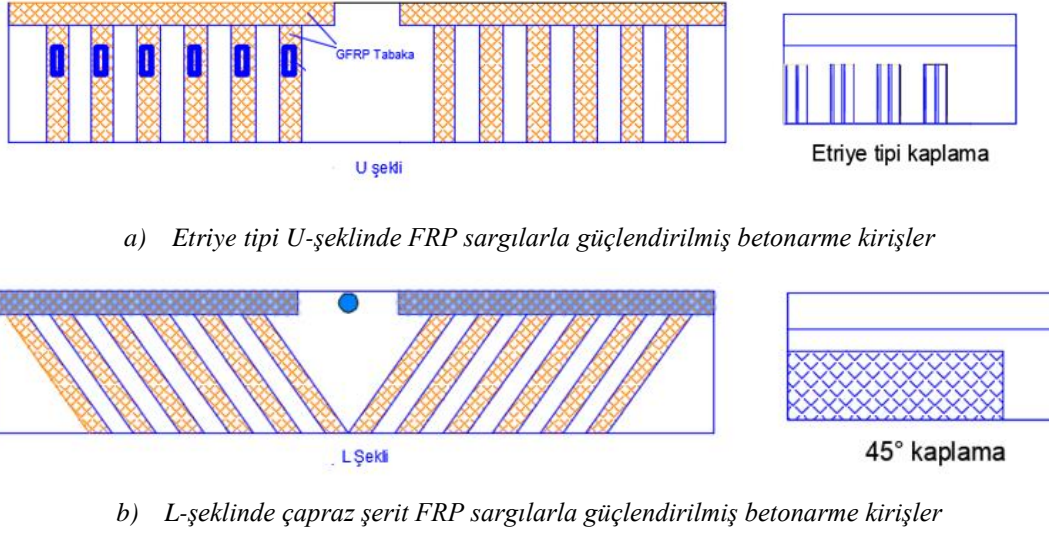 GFRP Tabaka
U şekli
Etriye tipi kaplama
a) Etriye tipi U-şeklinde FRP sargılarla güçlendirilmiş betonarme kirişler
L Şekli
45° kaplama
b) L-şeklinde çapraz şerit FRP sargılarla güçlendirilmiş betonarme kirişler